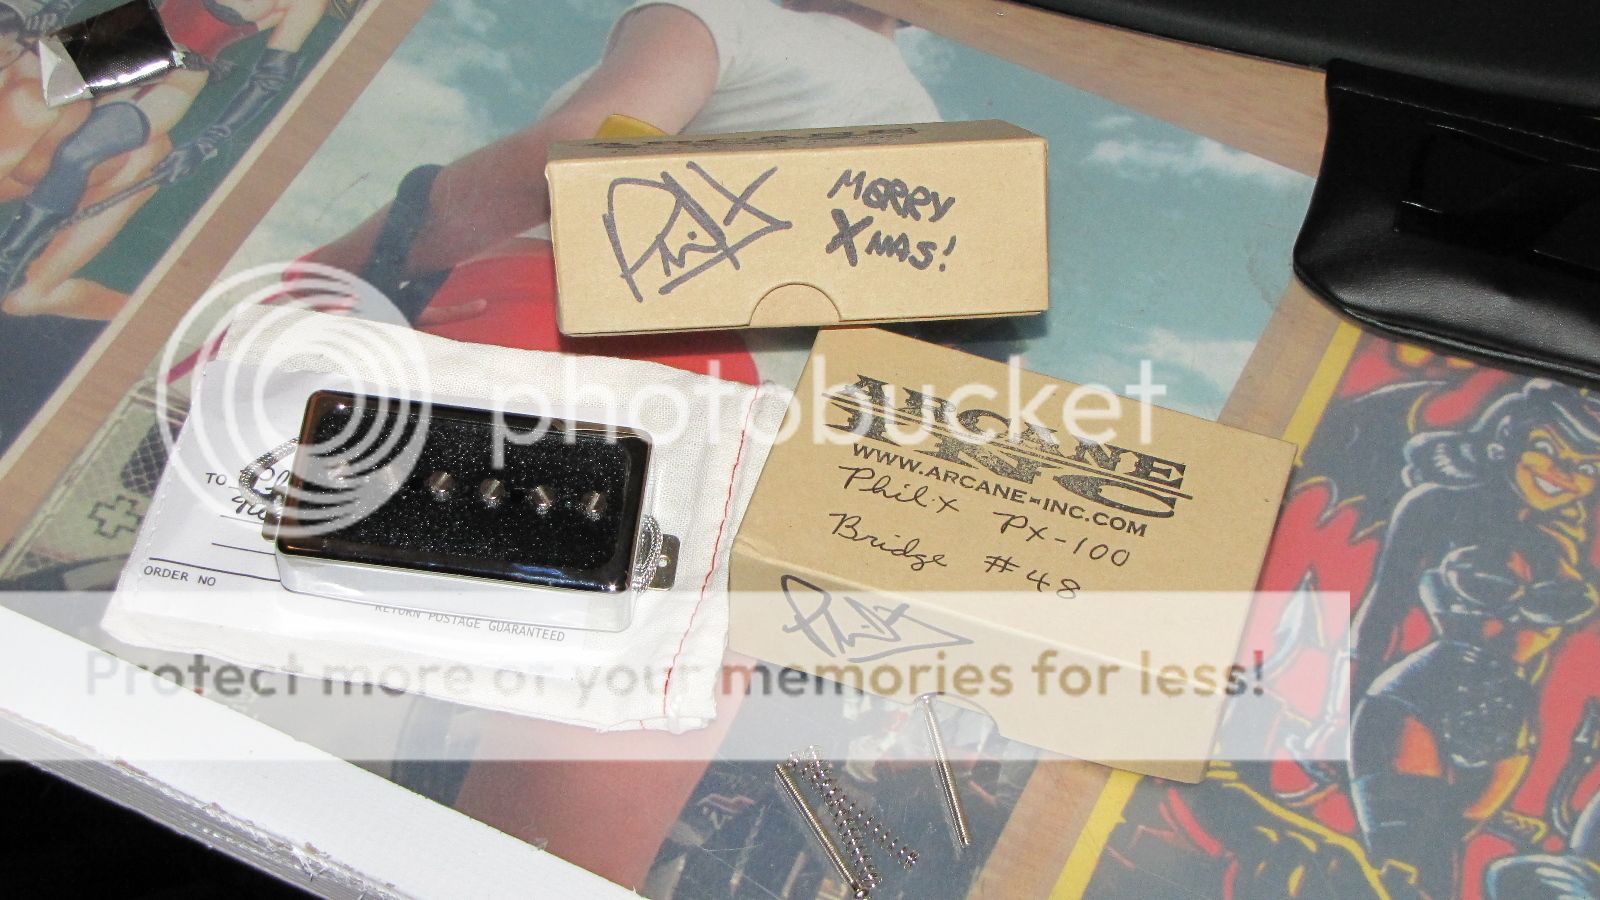 ARCANE
Phil X
MERRY
XMAS!
ARCANE
INC
WWW.ARCANE-INC.COM
Phil X PX-100
Bridge #48
Phil X
TO
ORDER NO
RETURN POSTAGE GUARANTEED
photobucket
Protect more of your memories for less!